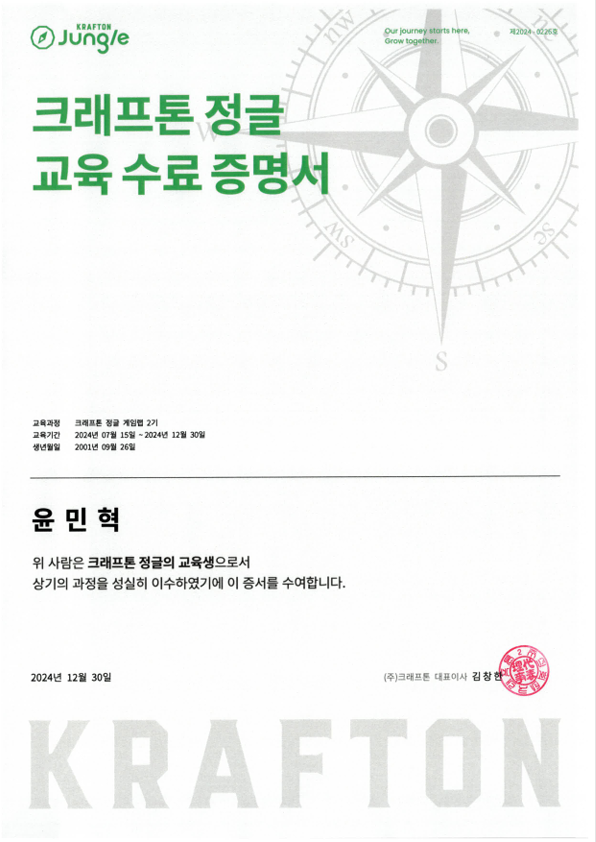 KRAFTON
Jungle
Our journey starts here,
Grow together.
제2024 - 0226호
크래프톤 정글
교육 수료 증명서
nw
ne
W
sw
se
S
교육과정 크래프톤 정글 게임랩 2기
교육기간 2024년 07월 15일 ~ 2024년 12월 30일
생년월일 2001년 09월 26일
윤민혁
위 사람은 크래프톤 정글의 교육생으로서
상기의 과정을 성실히 이수하였기에 이 증서를 수여합니다.
2024년 12월 30일
(주)크래프톤 대표이사 김창한
KRAFTON